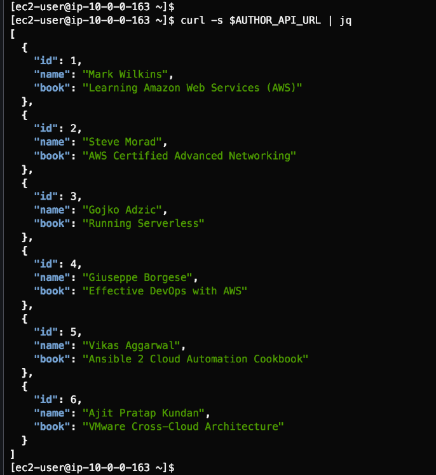 [ec2-user@ip-10-0-0-163 ~]$
[ec2-user@ip-10-0-0-163 ~]$ curl -s $AUTHOR_API_URL | jq
[
  {
    "id": 1,
    "name": "Mark Wilkins",
    "book": "Learning Amazon Web Services (AWS)"
  },
  {
    "id": 2,
    "name": "Steve Morad",
    "book": "AWS Certified Advanced Networking"
  },
  {
    "id": 3,
    "name": "Gojko Adzic",
    "book": "Running Serverless"
  },
  {
    "id": 4,
    "name": "Giuseppe Borgese",
    "book": "Effective DevOps with AWS"
  },
  {
    "id": 5,
    "name": "Vikas Aggarwal",
    "book": "Ansible 2 Cloud Automation Cookbook"
  },
  {
    "id": 6,
    "name": "Ajit Pratap Kundan",
    "book": "VMware Cross-Cloud Architecture"
  }
]
[ec2-user@ip-10-0-0-163 ~]$